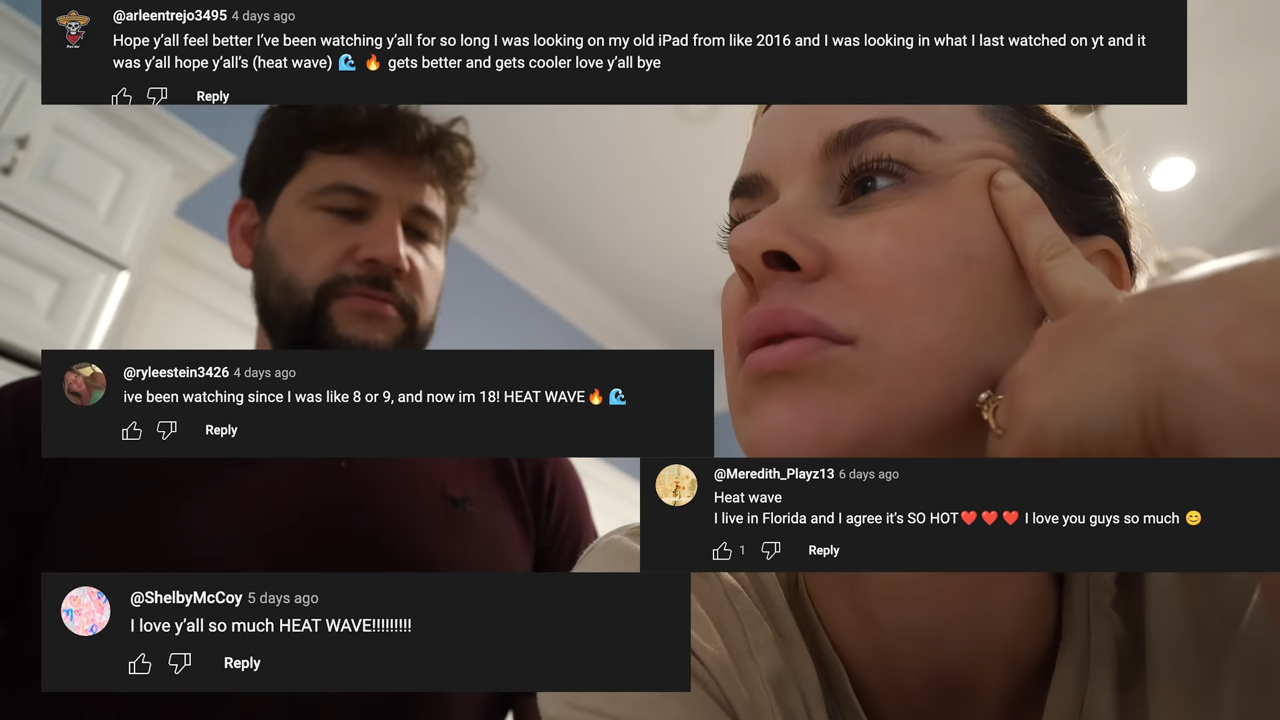 @arleentrejo3495 4 days ago
Hope y'all feel better I've been watching y'all for so long I was looking on my old iPad from like 2016 and I was looking in what I last watched on yt and it
was y'all hope y'all's (heat wave) 🌊 🔥 gets better and gets cooler love y'all bye
Reply
@ryleestein3426 4 days ago
ive been watching since I was like 8 or 9, and now im 18! HEAT WAVE🔥🌊
Reply
@Meredith_Playz13 6 days ago
Heat wave
I live in Florida and I agree it's SO HOT❤️❤️❤️ I love you guys so much 😊
1 Reply
@ShelbyMcCoy 5 days ago
I love y'all so much HEAT WAVE!!!!!!!!!
Reply